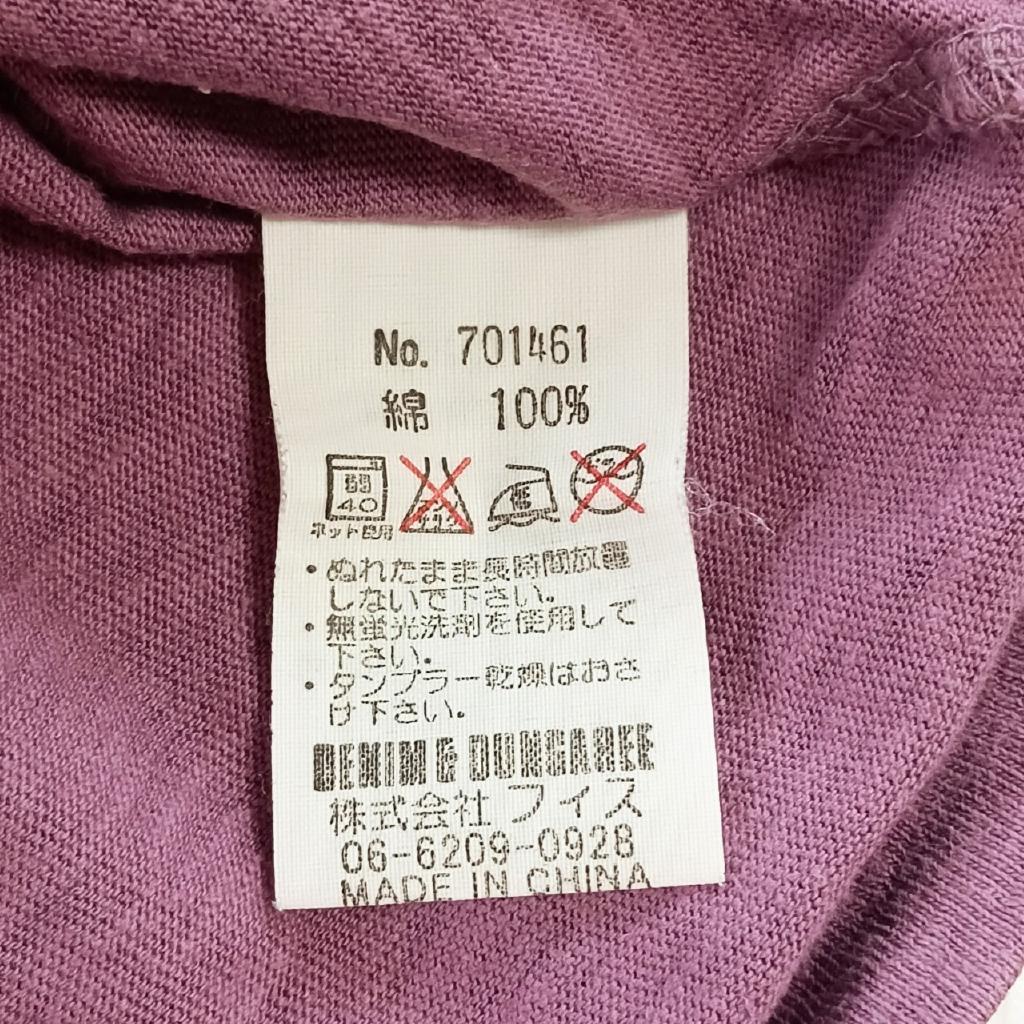 No. 701461
綿 100%
40
ネット使用
・ぬれたまま長時間放置
しないで下さい。
・無蛍光洗剤を使用して
下さい。
・タンブラー乾燥はおさ
け下さい。
DENIM & DUNGAREE
株式会社 フィス
06-6209-0928
MADE IN CHINA